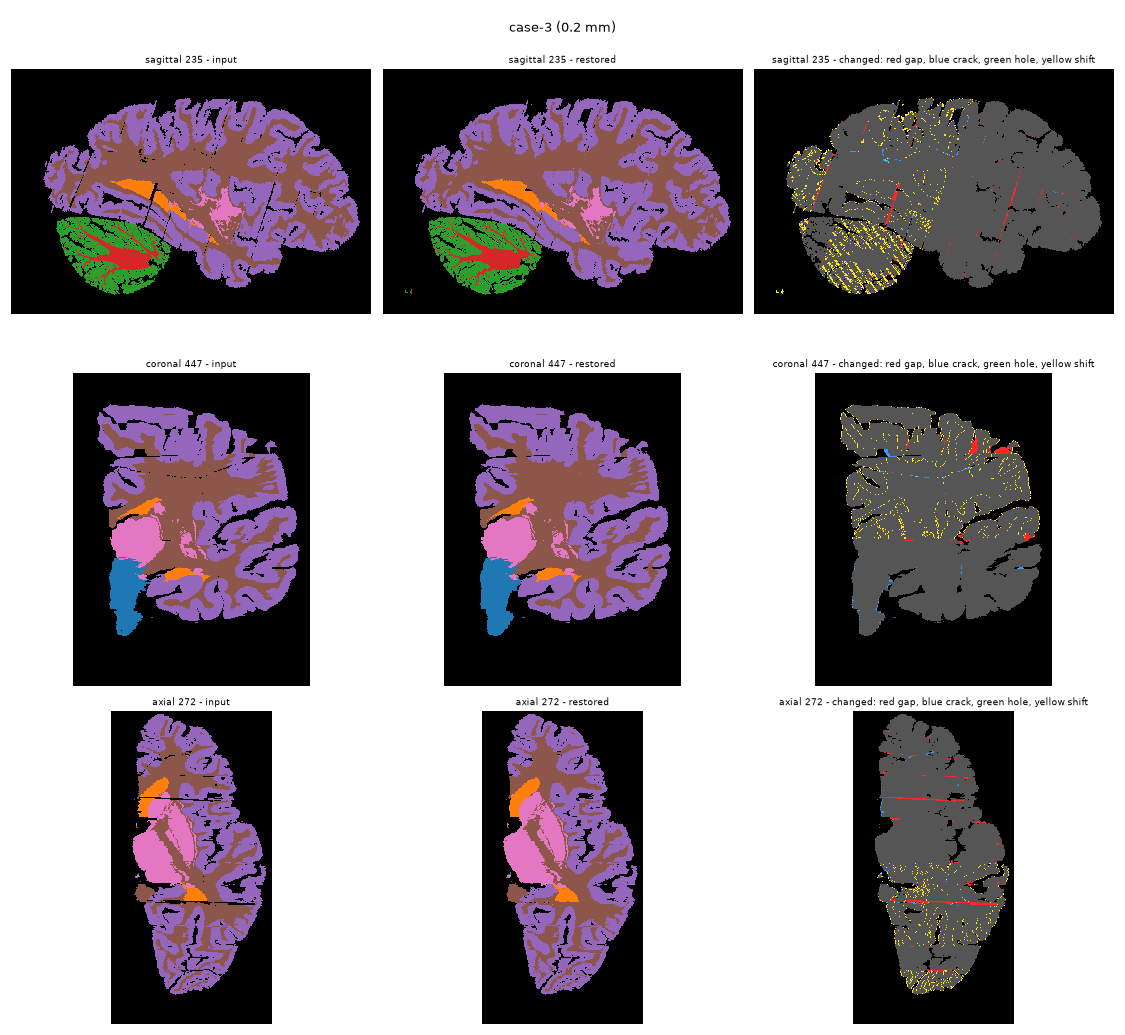 case-3 (0.2 mm)
sagittal 235 - input
sagittal 235 - restored
sagittal 235 - changed: red gap, blue crack, green hole, yellow shift
coronal 447 - input
coronal 447 - restored
coronal 447 - changed: red gap, blue crack, green hole, yellow shift
axial 272 - input
axial 272 - restored
axial 272 - changed: red gap, blue crack, green hole, yellow shift